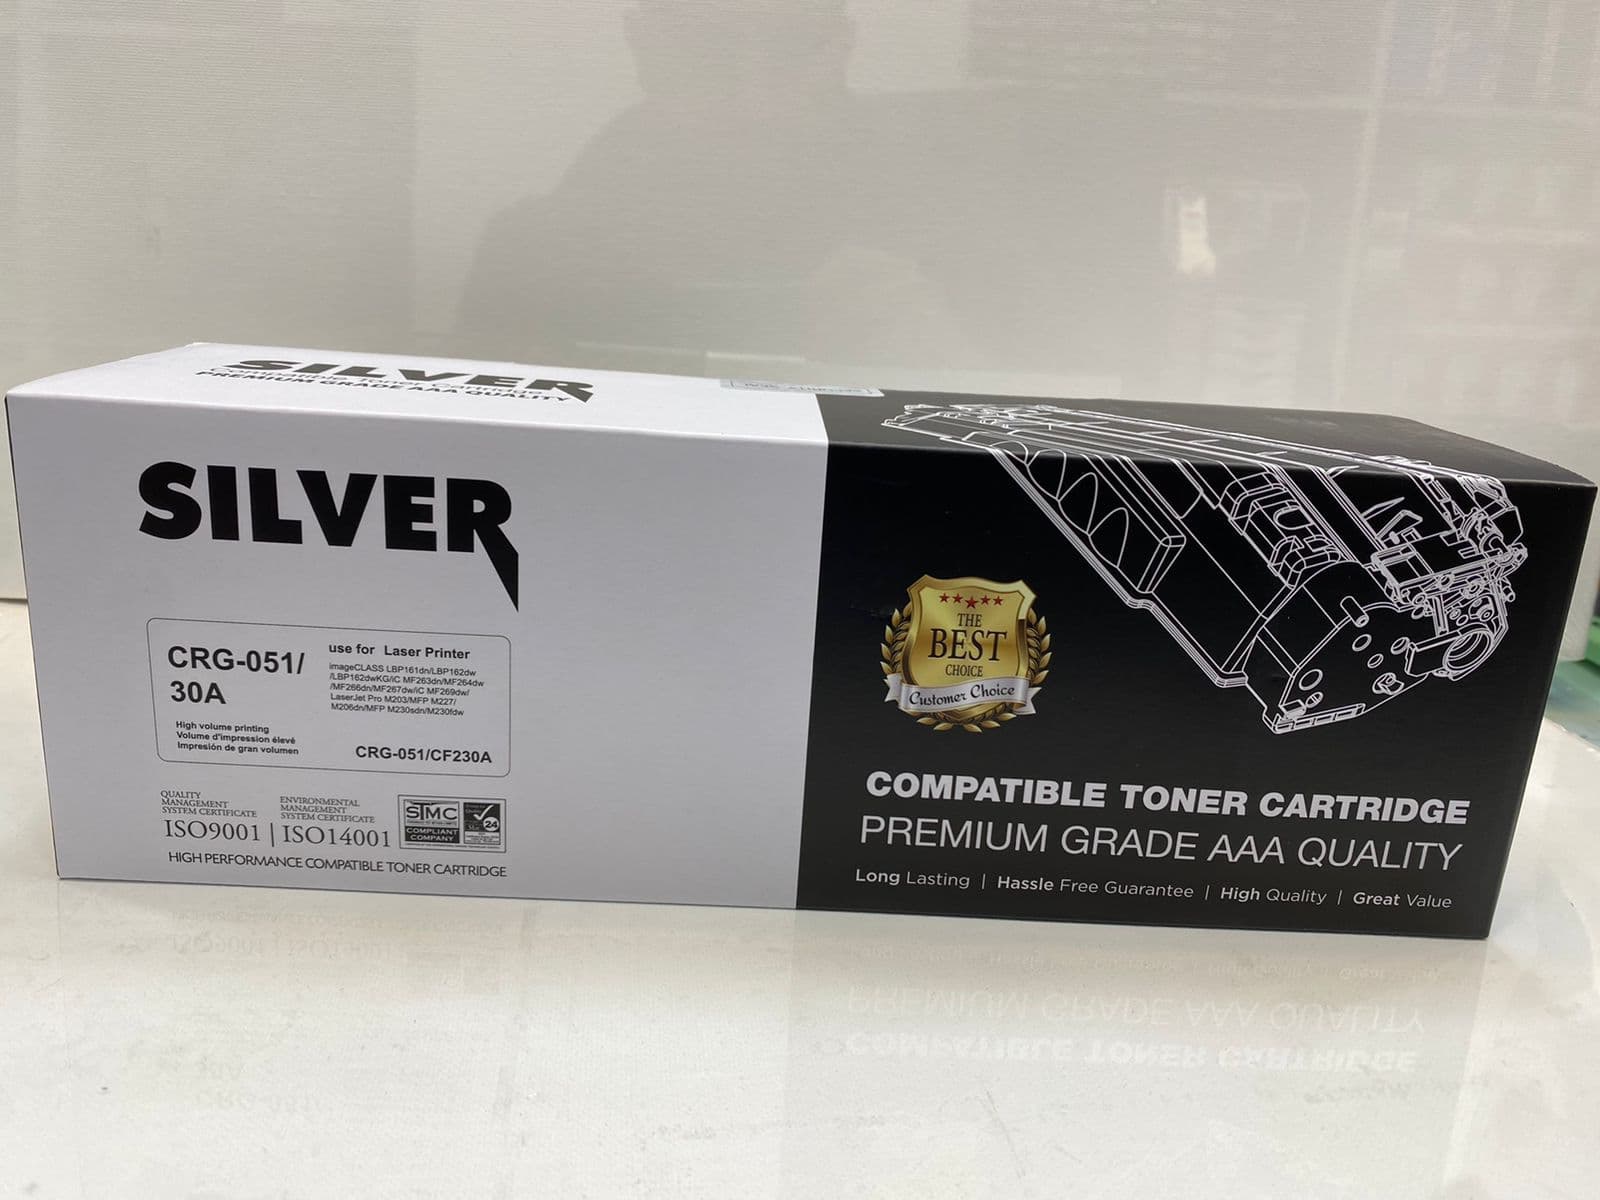 SILVER
Compatible Toner Cartridge
PREMIUM GRADE AAA QUALITY
SILVER
CRG-051/
30A
High volume printing
Volume d'impression élevé
Impresión de gran volumen
use for Laser Printer
imageCLASS LBP161dn/LBP162dw
/LBP162dwKG/iC MF263dn/MF264dw
/MF266dn/MF267dw/iC MF269dw/
LaserJet Pro M203/MFP M227/
M206dn/MFP M230sdn/M230fdw
CRG-051/CF230A
QUALITY
MANAGEMENT
SYSTEM CERTIFICATE
ISO9001
ENVIRONMENTAL
MANAGEMENT
SYSTEM CERTIFICATE
ISO14001
STMC
COMPLIANT
COMPANY
24
HIGH PERFORMANCE COMPATIBLE TONER CARTRIDGE
THE
BEST
CHOICE
Customer Choice
COMPATIBLE TONER CARTRIDGE
PREMIUM GRADE AAA QUALITY
Long Lasting | Hassle Free Guarantee | High Quality | Great Value